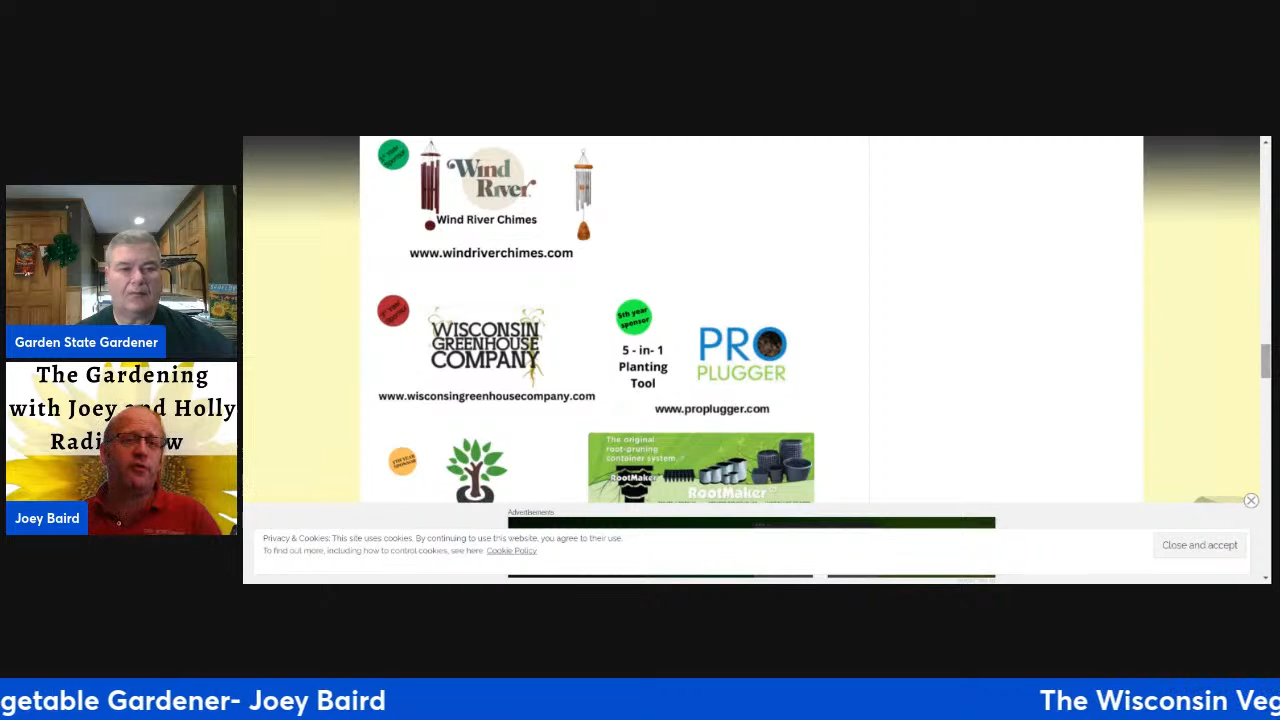 Wind
River
Wind River Chimes
www.windriverchimes.com
WISCONSIN
GREENHOUSE
COMPANY
www.wisconsingreenhousecompany.com
5th year
sponsor
5 - in- 1
Planting
Tool
PRO
PLUGGER
www.proplugger.com
The original
root-pruning
container system.
RootMaker
RootMaker
Advertisements
Privacy & Cookies: This site uses cookies. By continuing to use this website, you agree to their use.
To find out more, including how to control cookies, see here: Cookie Policy
Close and accept
Garden State Gardener
The Gardening
with Joey and Holly
Joey Baird
getable Gardener- Joey Baird
The Wisconsin Veg